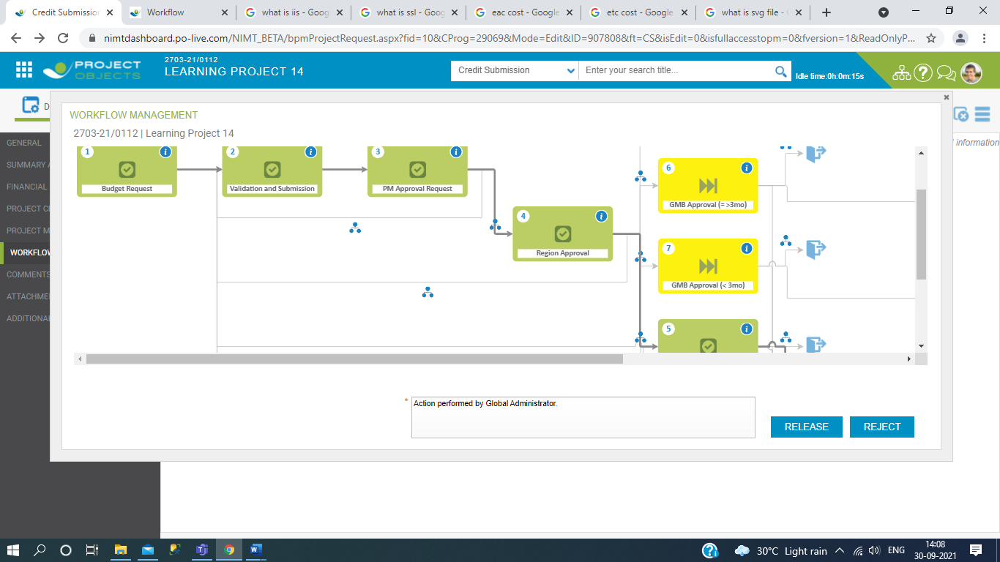 Credit Submission
Workflow
what is iis - Goog
what is ssl - Goog
eac cost - Google
etc cost - Google
what is svg file -
nimtdashboard.po-live.com/NIMT_BETA/bpmProjectRequest.aspx?fid=10&CProg=29069&Mode=Edit&ID=907808&ft=CS&isEdit=0&isfullaccesstopm=0&fversion=1&ReadOnlyP...
PROJECT
OBJECTS
2703-21/0112
LEARNING PROJECT 14
Credit Submission
Enter your search title...
Idle time:0h:0m:15s
D
WORKFLOW MANAGEMENT
2703-21/0112 | Learning Project 14
information
GENERAL
SUMMARY A
FINANCIAL
PROJECT
PROJECT M
WORKFLOW
COMMENTS
ATTACHME
ADDITIONAL
1
Budget Request
2
Validation and Submission
3
PM Approval Request
4
Region Approval
6
GMB Approval (= >3mo)
7
GMB Approval (< 3mo)
5
* Action performed by Global Administrator.
RELEASE
REJECT
30°C Light rain
ENG
14:08
30-09-2021